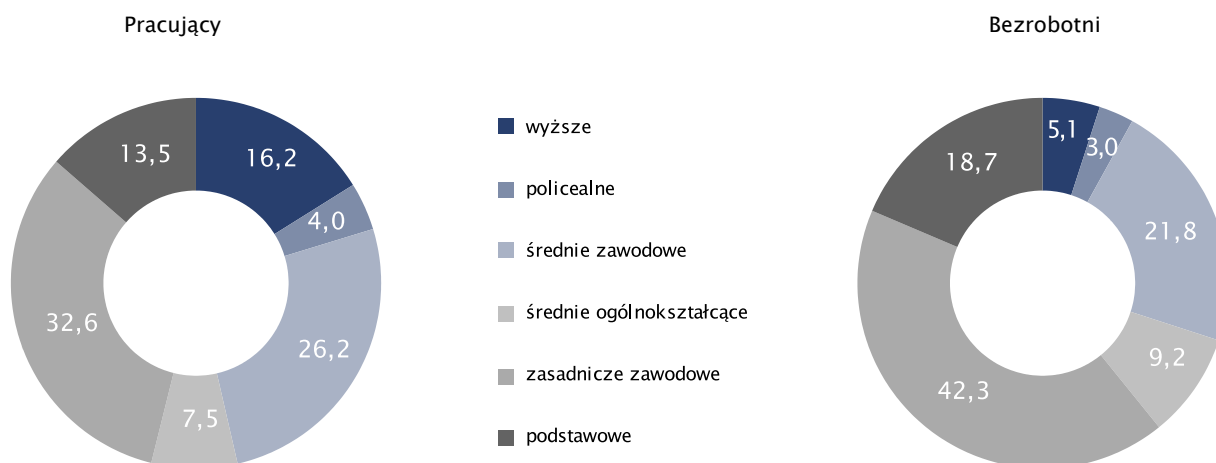 Pracujący
Bezrobotni
13,5
16,2
4,0
26,2
7,5
32,6
wyższe
policealne
średnie zawodowe
średnie ogólnokształcące
zasadnicze zawodowe
podstawowe
18,7
5,1
3,0
21,8
9,2
42,3